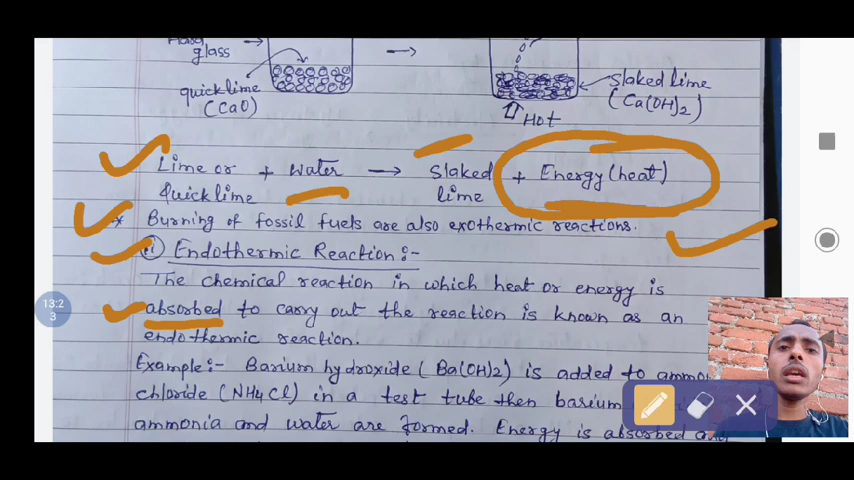 Hard
glass
quicklime
(CaO)
slaked lime
(Ca(OH)2)
Hot
Lime or + water → slaked + Energy (heat)
quicklime lime
* Burning of fossil fuels are also exothermic reactions.
(ii) Endothermic Reaction:-
The chemical reaction in which heat or energy is
absorbed to carry out the reaction is known as an
endothermic reaction.
Example:- Barium hydroxide (Ba(OH)2) is added to
chloride (NH4Cl) in a test tube then barium
ammonia and water are formed. Energy is absorbed
13:2
3